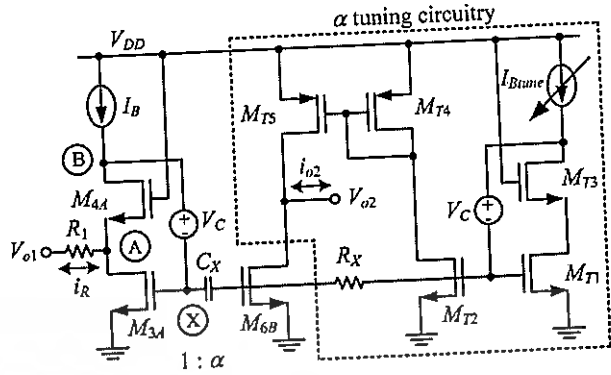 α tuning circuitry
V_DD
I_B
M_T5
M_T4
I_Btune
B
i_o2
M_T3
M_4A
V_C
V_o2
V_C
R_1
A
V_o1
C_X
R_X
i_R
M_T1
X
M_3A
M_6B
M_T2
1 : α